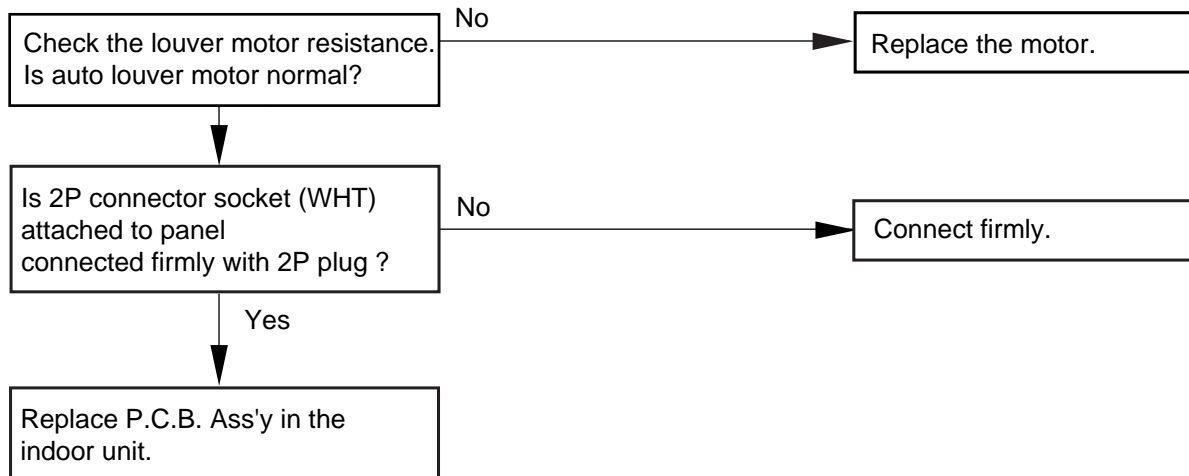 No
Check the louver motor resistance.
Is auto louver motor normal?
Replace the motor.
Is 2P connector socket (WHT)
attached to panel
connected firmly with 2P plug ?
No
Connect firmly.
Yes
Replace P.C.B. Ass'y in the
indoor unit.